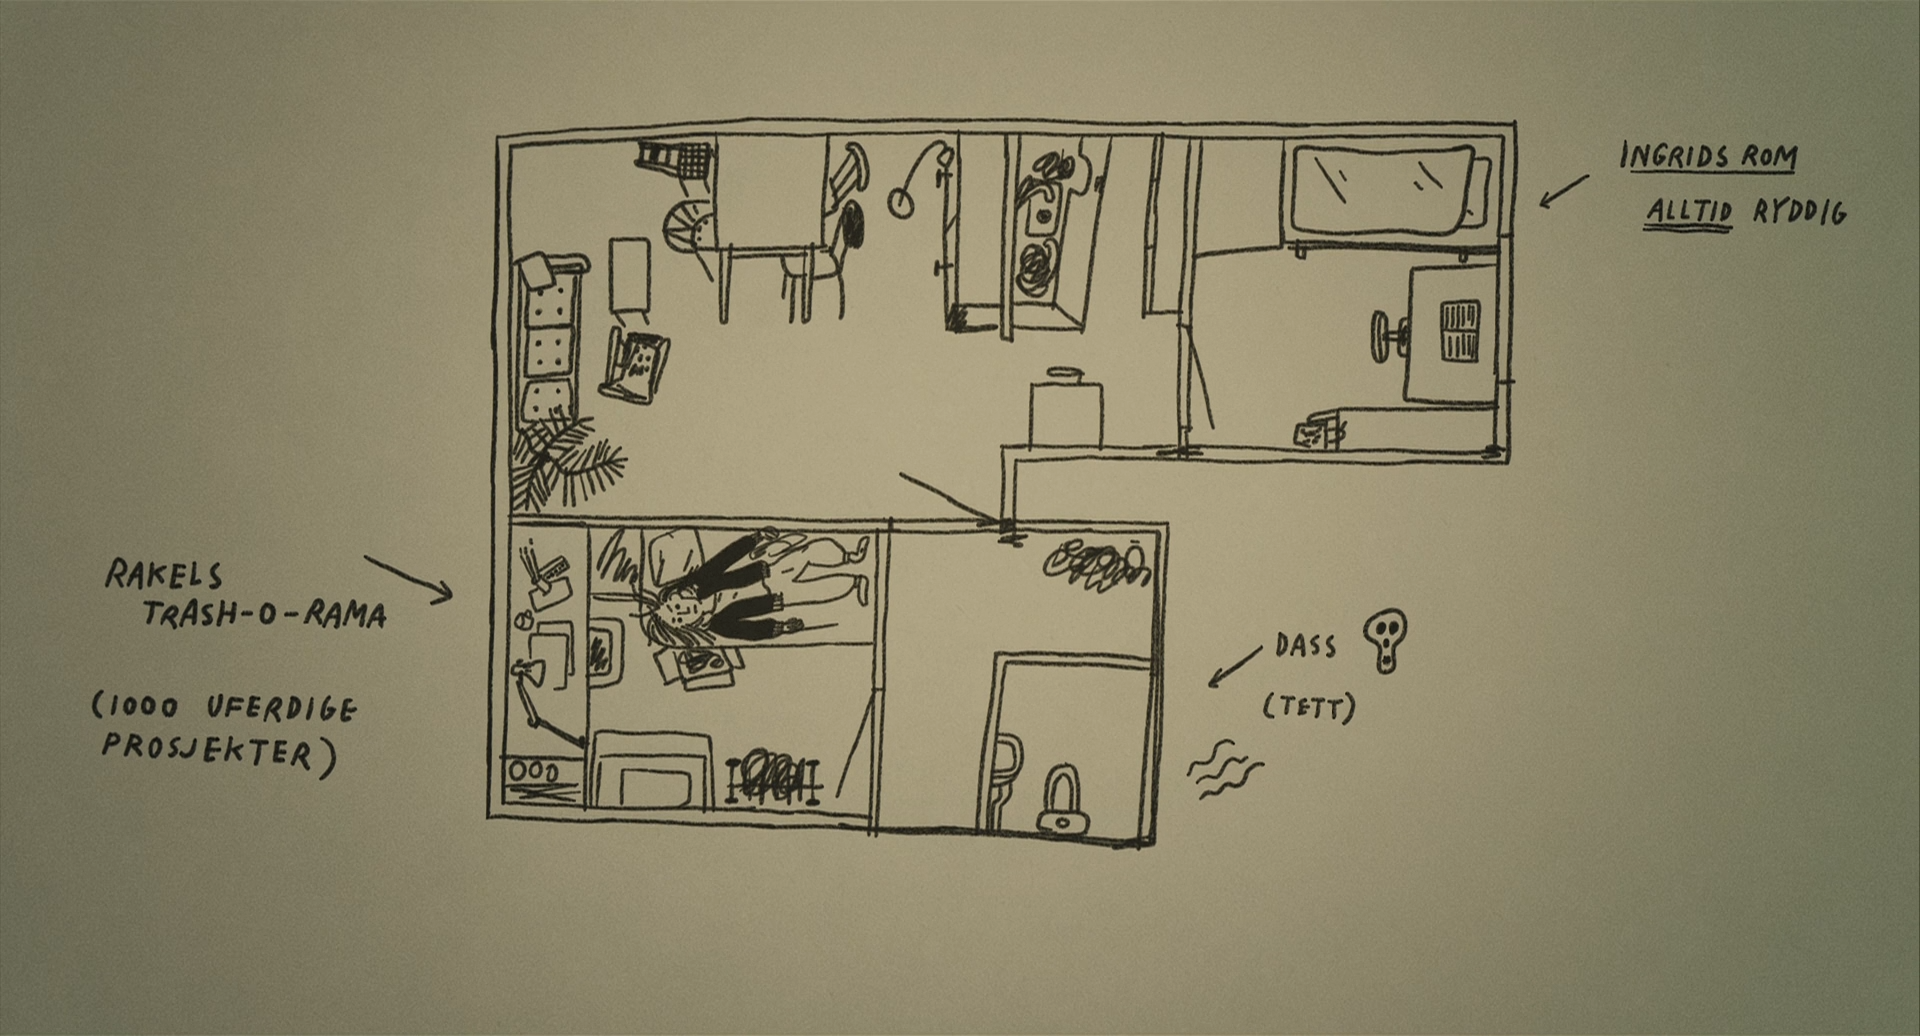 INGRIDS ROM
ALLTID RYDDIG
RAKELS
TRASH-O-RAMA
(1000 UFERDIGE
PROSJEKTER)
DASS
(TETT)